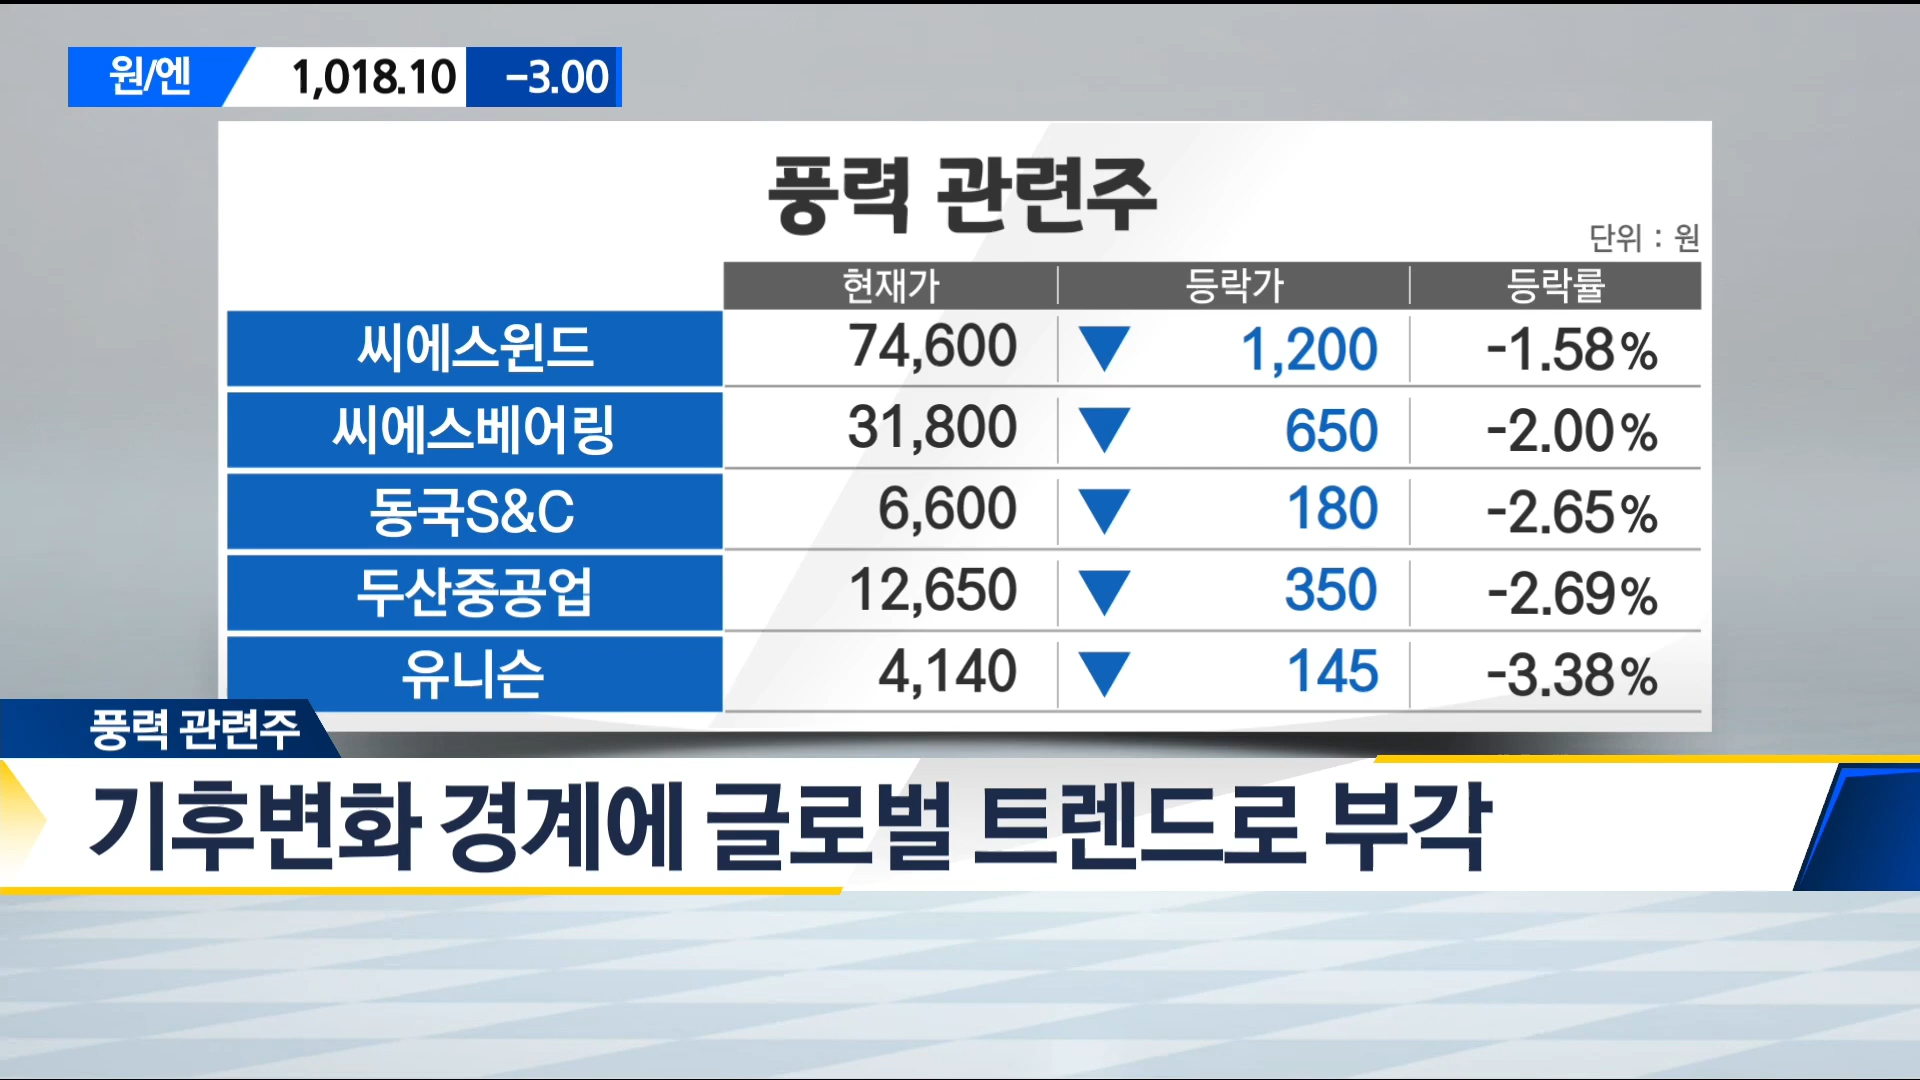 원/엔 1,018.10 -3.00
풍력 관련주
단위 : 원
현재가 등락가 등락률
씨에스윈드 74,600 ▼ 1,200 -1.58%
씨에스베어링 31,800 ▼ 650 -2.00%
동국S&C 6,600 ▼ 180 -2.65%
두산중공업 12,650 ▼ 350 -2.69%
유니슨 4,140 ▼ 145 -3.38%
풍력 관련주
기후변화 경계에 글로벌 트렌드로 부각